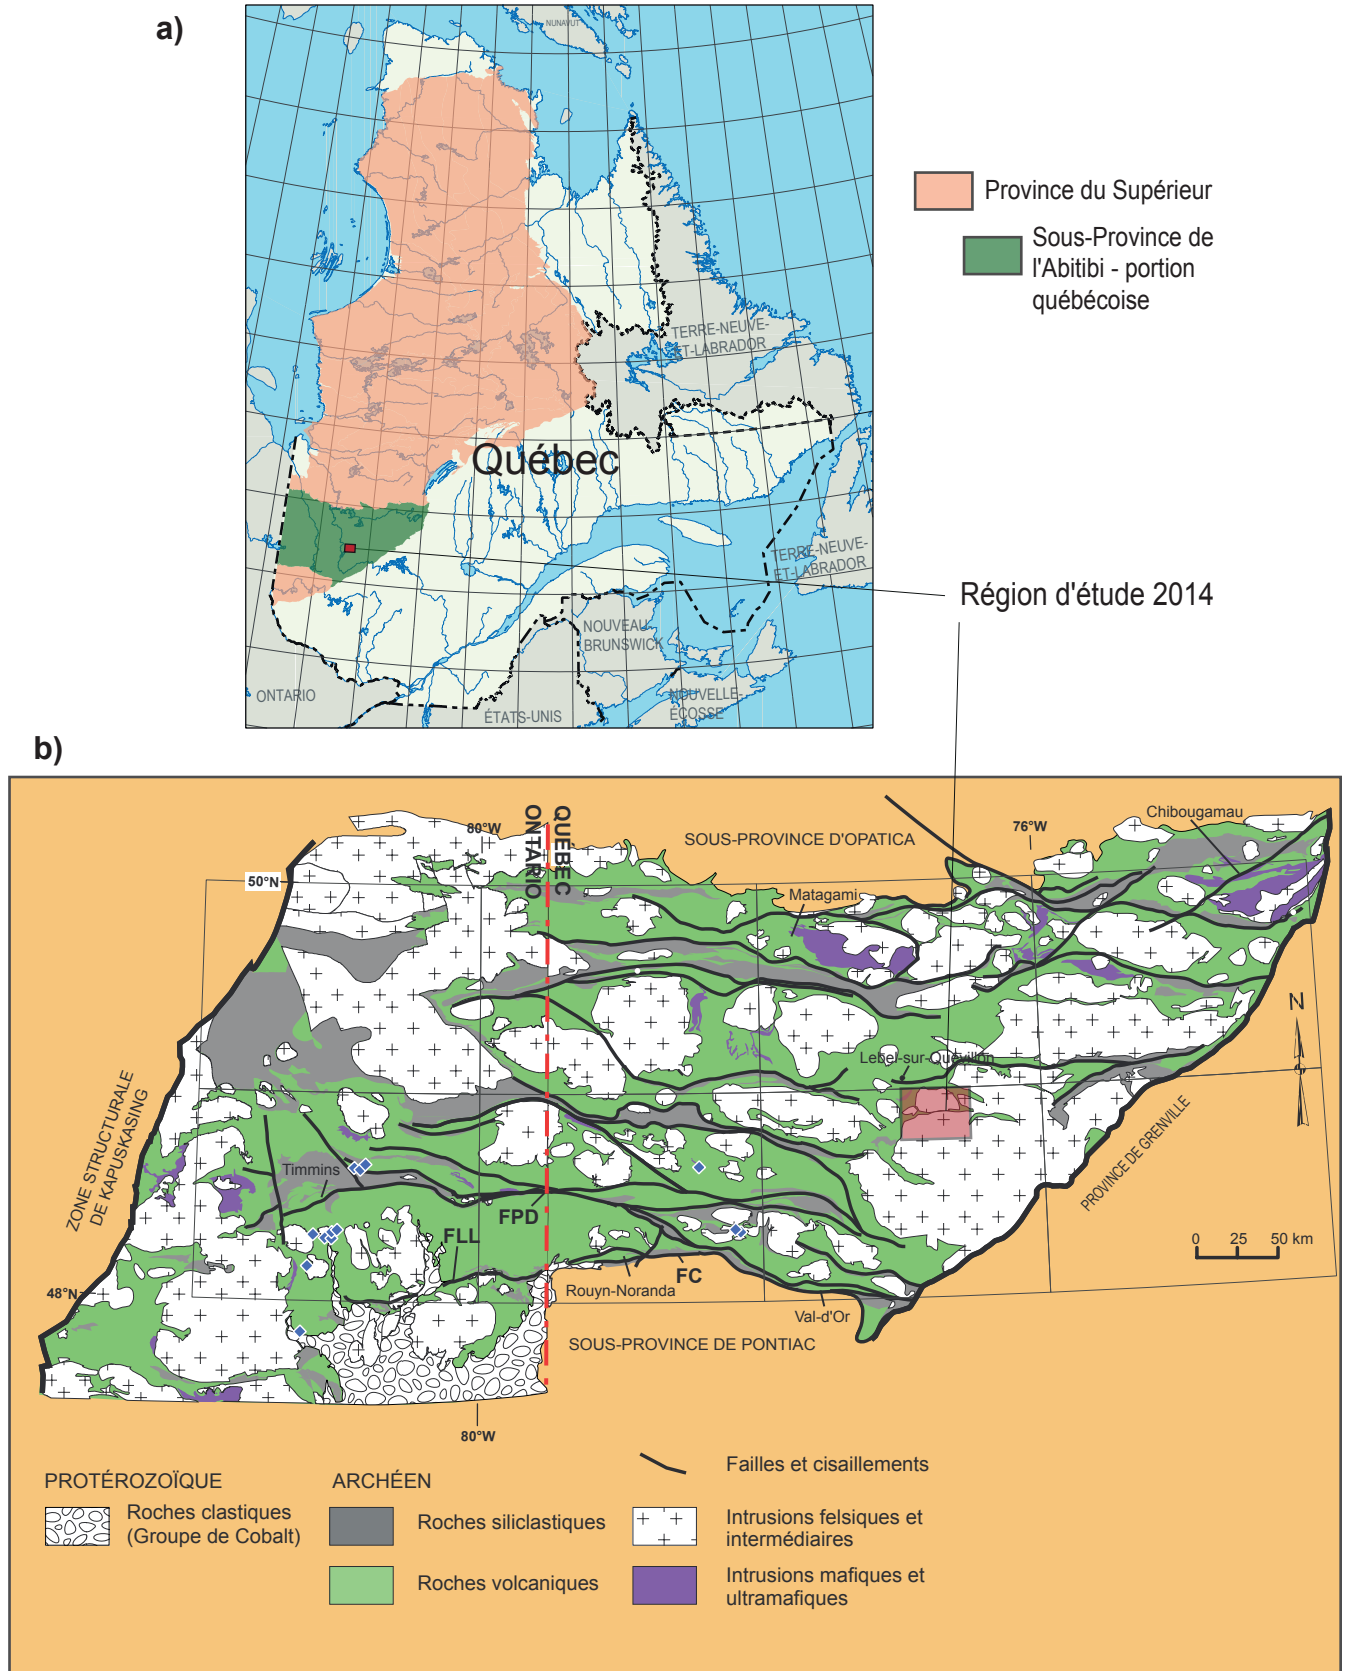 a)
NUNAVUT
Province du Supérieur
Sous-Province de
l'Abitibi - portion
québécoise
TERRE-NEUVE-
ET-LABRADOR
Québec
TERRE-NEUVE-
ET-LABRADOR
Région d'étude 2014
NOUVEAU
BRUNSWICK
ONTARIO
ÉTATS-UNIS
NOUVELLE-
ÉCOSSE
b)
80°W
ONTARIO
QUÉBEC
SOUS-PROVINCE D'OPATICA
76°W
Chibougamau
50°N
Matagami
N
Lebel-sur-Quévillon
ZONE STRUCTURALE
DE KAPUSKASING
PROVINCE DE GRENVILLE
Timmins
FPD
FLL
FC
0 25 50 km
Rouyn-Noranda
48°N
Val-d'Or
SOUS-PROVINCE DE PONTIAC
80°W
Failles et cisaillements
PROTÉROZOÏQUE
ARCHÉEN
Roches clastiques
(Groupe de Cobalt)
Roches siliclastiques
Intrusions felsiques et
intermédiaires
Roches volcaniques
Intrusions mafiques et
ultramafiques